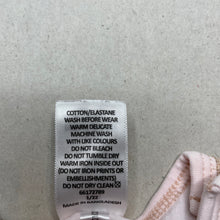 COTTON/ELASTANE
WASH BEFORE WEAR
WARM DELICATE
MACHINE WASH
WITH LIKE COLOURS
DO NOT BLEACH
DO NOT TUMBLE DRY
WARM IRON INSIDE OUT
(DO NOT IRON PRINTS OR
EMBELLISHMENTS)
DO NOT DRY CLEAN
66172789
MADE IN BANGLADESH